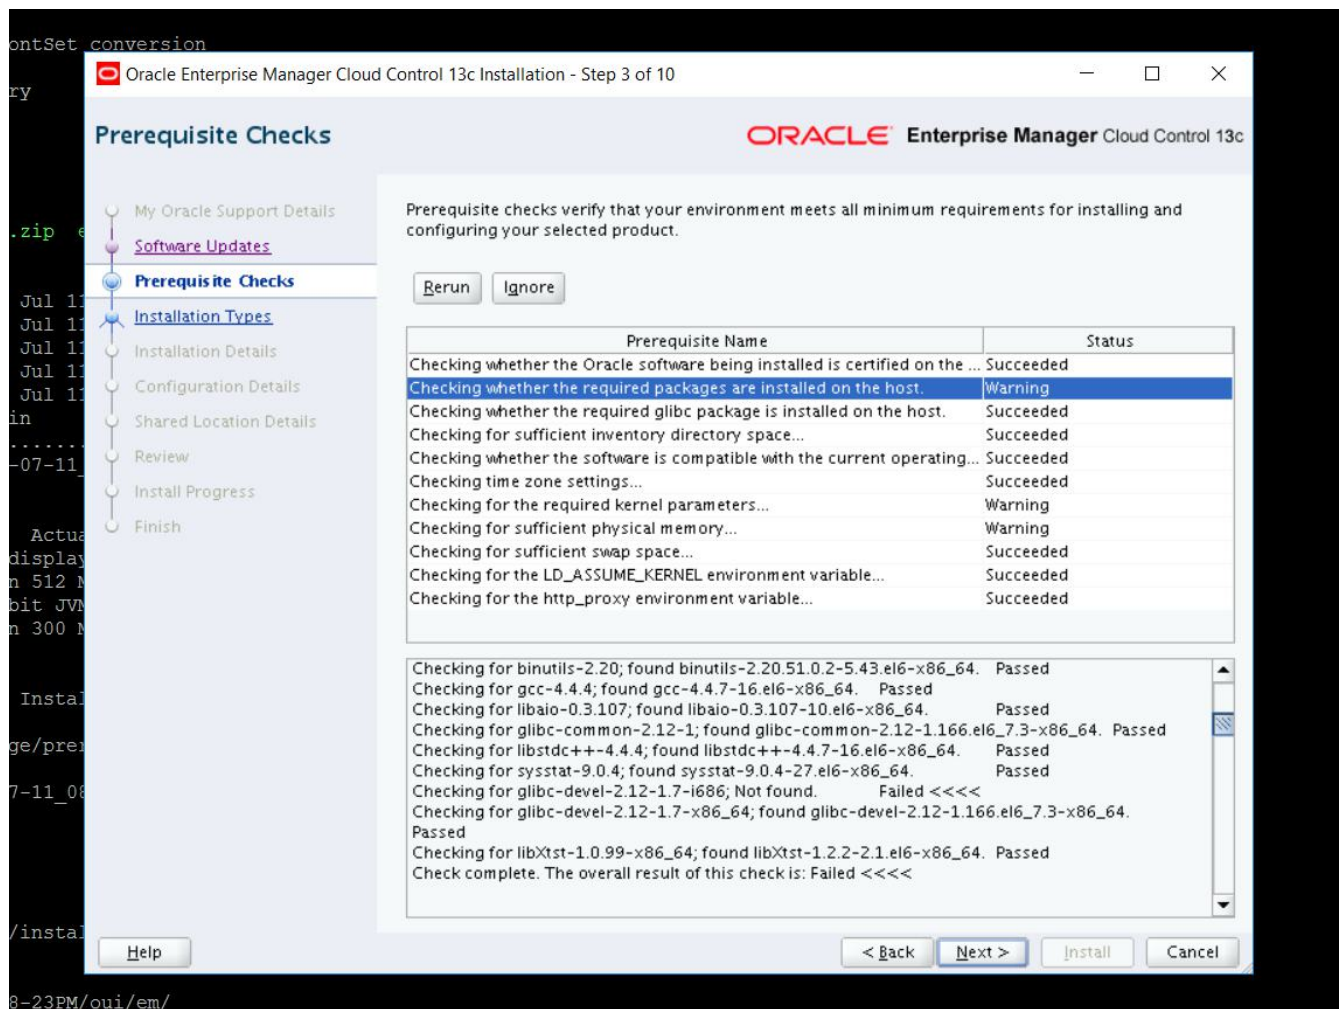 ontSet conversion
Oracle Enterprise Manager Cloud Control 13c Installation - Step 3 of 10
ry
Prerequisite Checks
ORACLE Enterprise Manager Cloud Control 13c
My Oracle Support Details
Software Updates
Prerequisite Checks
Installation Types
Installation Details
Configuration Details
Shared Location Details
Review
Install Progress
Finish
.zip e
Jul 11
Jul 11
Jul 11
Jul 11
Jul 11
in
........
-07-11_
Actua
display
n 512 M
bit JVM
n 300 M
Instal
ge/prer
7-11_08
/instal
8-23PM/oui/em/
Prerequisite checks verify that your environment meets all minimum requirements for installing and
configuring your selected product.
Rerun Ignore
Prerequisite Name Status
Checking whether the Oracle software being installed is certified on the ... Succeeded
Checking whether the required packages are installed on the host. Warning
Checking whether the required glibc package is installed on the host. Succeeded
Checking for sufficient inventory directory space... Succeeded
Checking whether the software is compatible with the current operating... Succeeded
Checking time zone settings... Succeeded
Checking for the required kernel parameters... Warning
Checking for sufficient physical memory... Warning
Checking for sufficient swap space... Succeeded
Checking for the LD_ASSUME_KERNEL environment variable... Succeeded
Checking for the http_proxy environment variable... Succeeded
Checking for binutils-2.20; found binutils-2.20.51.0.2-5.43.el6-x86_64. Passed
Checking for gcc-4.4.4; found gcc-4.4.7-16.el6-x86_64. Passed
Checking for libaio-0.3.107; found libaio-0.3.107-10.el6-x86_64. Passed
Checking for glibc-common-2.12-1; found glibc-common-2.12-1.166.el6_7.3-x86_64. Passed
Checking for libstdc++-4.4.4; found libstdc++-4.4.7-16.el6-x86_64. Passed
Checking for sysstat-9.0.4; found sysstat-9.0.4-27.el6-x86_64. Passed
Checking for glibc-devel-2.12-1.7-i686; Not found. Failed <<<<
Checking for glibc-devel-2.12-1.7-x86_64; found glibc-devel-2.12-1.166.el6_7.3-x86_64.
Passed
Checking for libXtst-1.0.99-x86_64; found libXtst-1.2.2-2.1.el6-x86_64. Passed
Check complete. The overall result of this check is: Failed <<<<
Help < Back Next > Install Cancel